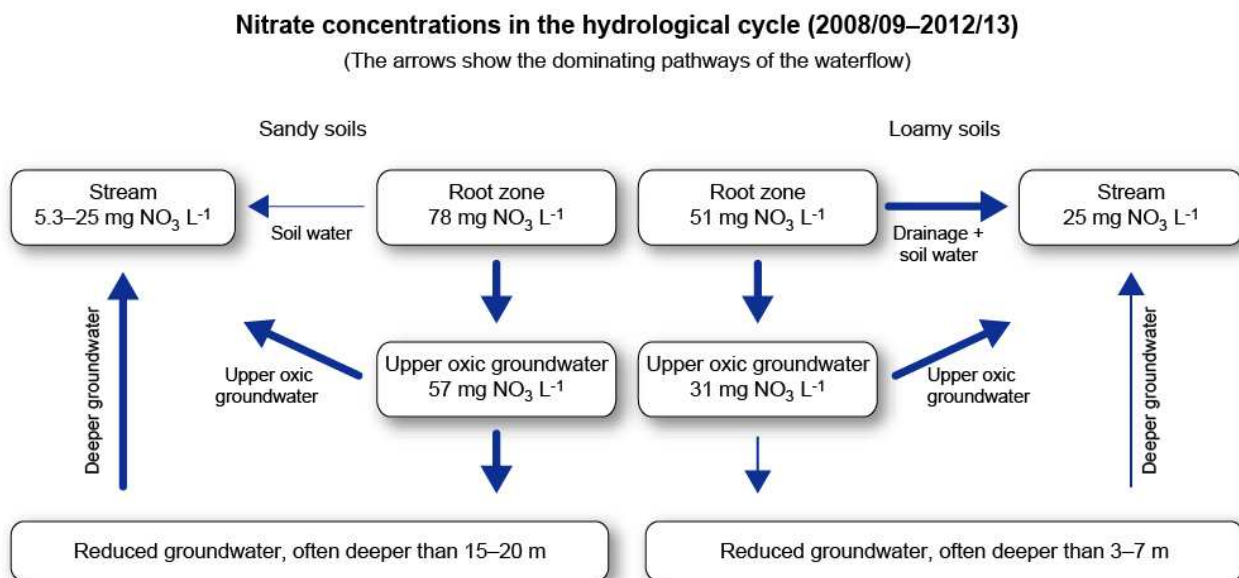 Nitrate concentrations in the hydrological cycle (2008/09–2012/13)
(The arrows show the dominating pathways of the waterflow)
Sandy soils
Loamy soils
Stream
5.3–25 mg NO₃ L⁻¹
Soil water
Root zone
78 mg NO₃ L⁻¹
Root zone
51 mg NO₃ L⁻¹
Drainage +
soil water
Stream
25 mg NO₃ L⁻¹
Deeper groundwater
Upper oxic
groundwater
Upper oxic groundwater
57 mg NO₃ L⁻¹
Upper oxic groundwater
31 mg NO₃ L⁻¹
Upper oxic
groundwater
Deeper groundwater
Reduced groundwater, often deeper than 15–20 m
Reduced groundwater, often deeper than 3–7 m